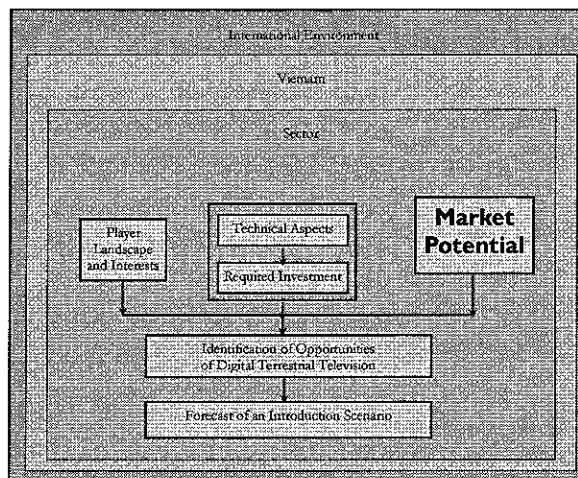 International Environment
Vietnam
Sector
Player
Landscape
and Interests
Technical Aspects
Required Investment
Market
Potential
Identification of Opportunities
of Digital Terrestrial Television
Forecast of an Introduction Scenario